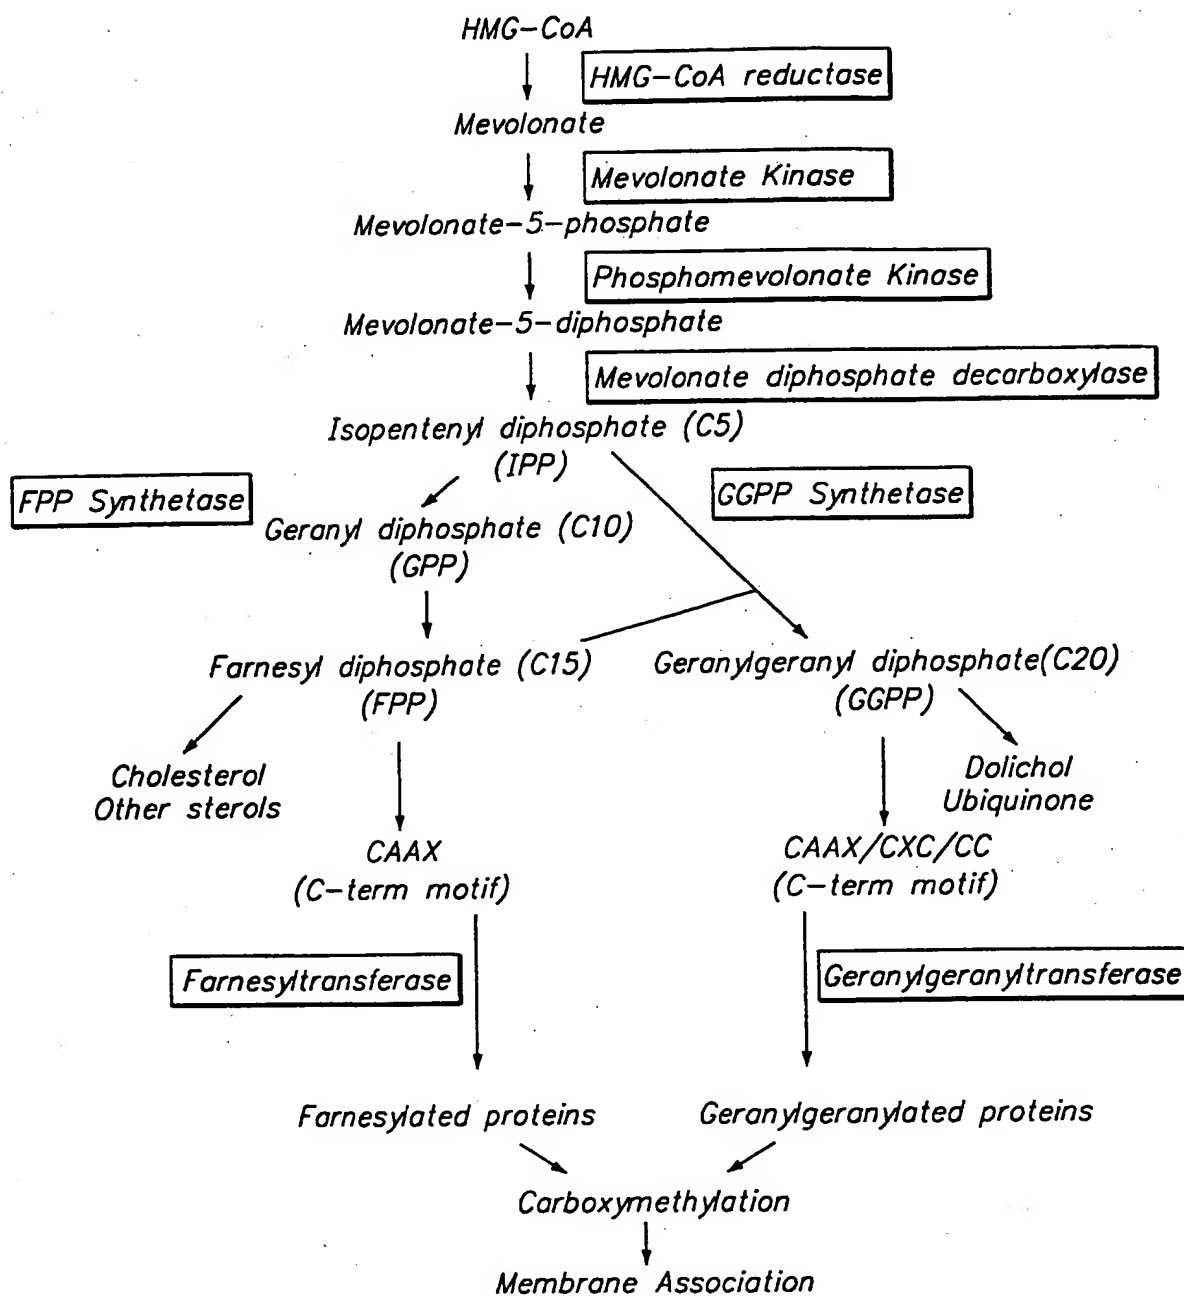 HMG-CoA
HMG-CoA reductase
Mevolonate
Mevolonate Kinase
Mevolonate-5-phosphate
Phosphomevolonate Kinase
Mevolonate-5-diphosphate
Mevolonate diphosphate decarboxylase
Isopentenyl diphosphate (C5)
(IPP)
FPP Synthetase
GGPP Synthetase
Geranyl diphosphate (C10)
(GPP)
Farnesyl diphosphate (C15)
(FPP)
Geranylgeranyl diphosphate(C20)
(GGPP)
Cholesterol
Other sterols
Dolichol
Ubiquinone
CAAX
(C-term motif)
CAAX/CXC/CC
(C-term motif)
Farnesyltransferase
Geranylgeranyltransferase
Farnesylated proteins
Geranylgeranylated proteins
Carboxymethylation
Membrane Association